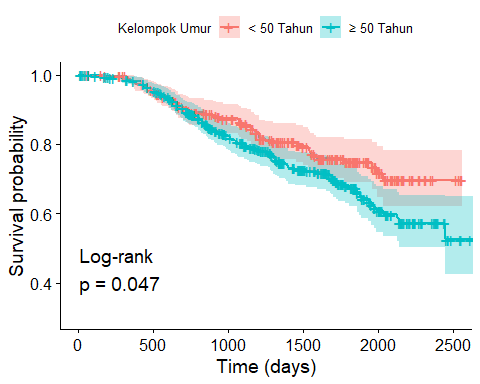 Kelompok Umur < 50 Tahun ≥ 50 Tahun
Survival probability
1.0
0.8
0.6
0.4
Log-rank
p = 0.047
0 500 1000 1500 2000 2500
Time (days)